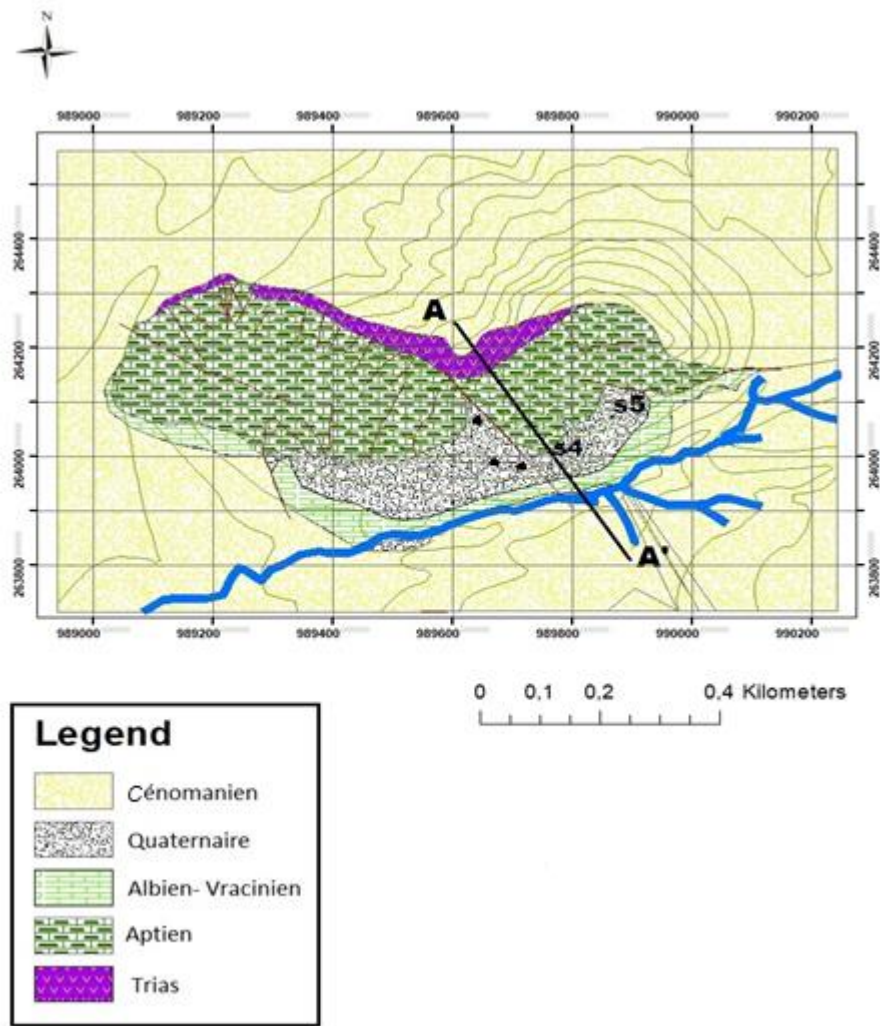 N
989000 989200 989400 989600 989800 990000 990200
264400 264400
A
264200 264200
s5
s4
264000 264000
A'
263800 263800
989000 989200 989400 989600 989800 990000 990200
0 0,1 0,2 0,4 Kilometers
Legend
Cénomanien
Quaternaire
Albien- Vracinien
Aptien
Trias